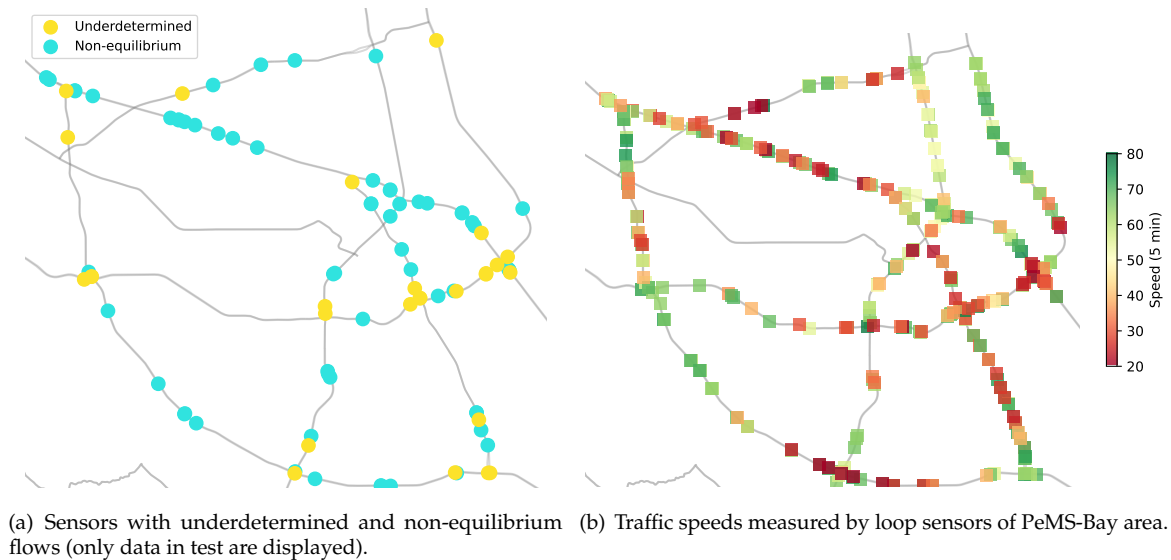 Underdetermined
Non-equilibrium
80
70
60
50
40
30
20
Speed (5 min)
(a) Sensors with underdetermined and non-equilibrium
flows (only data in test are displayed).
(b) Traffic speeds measured by loop sensors of PeMS-Bay area.